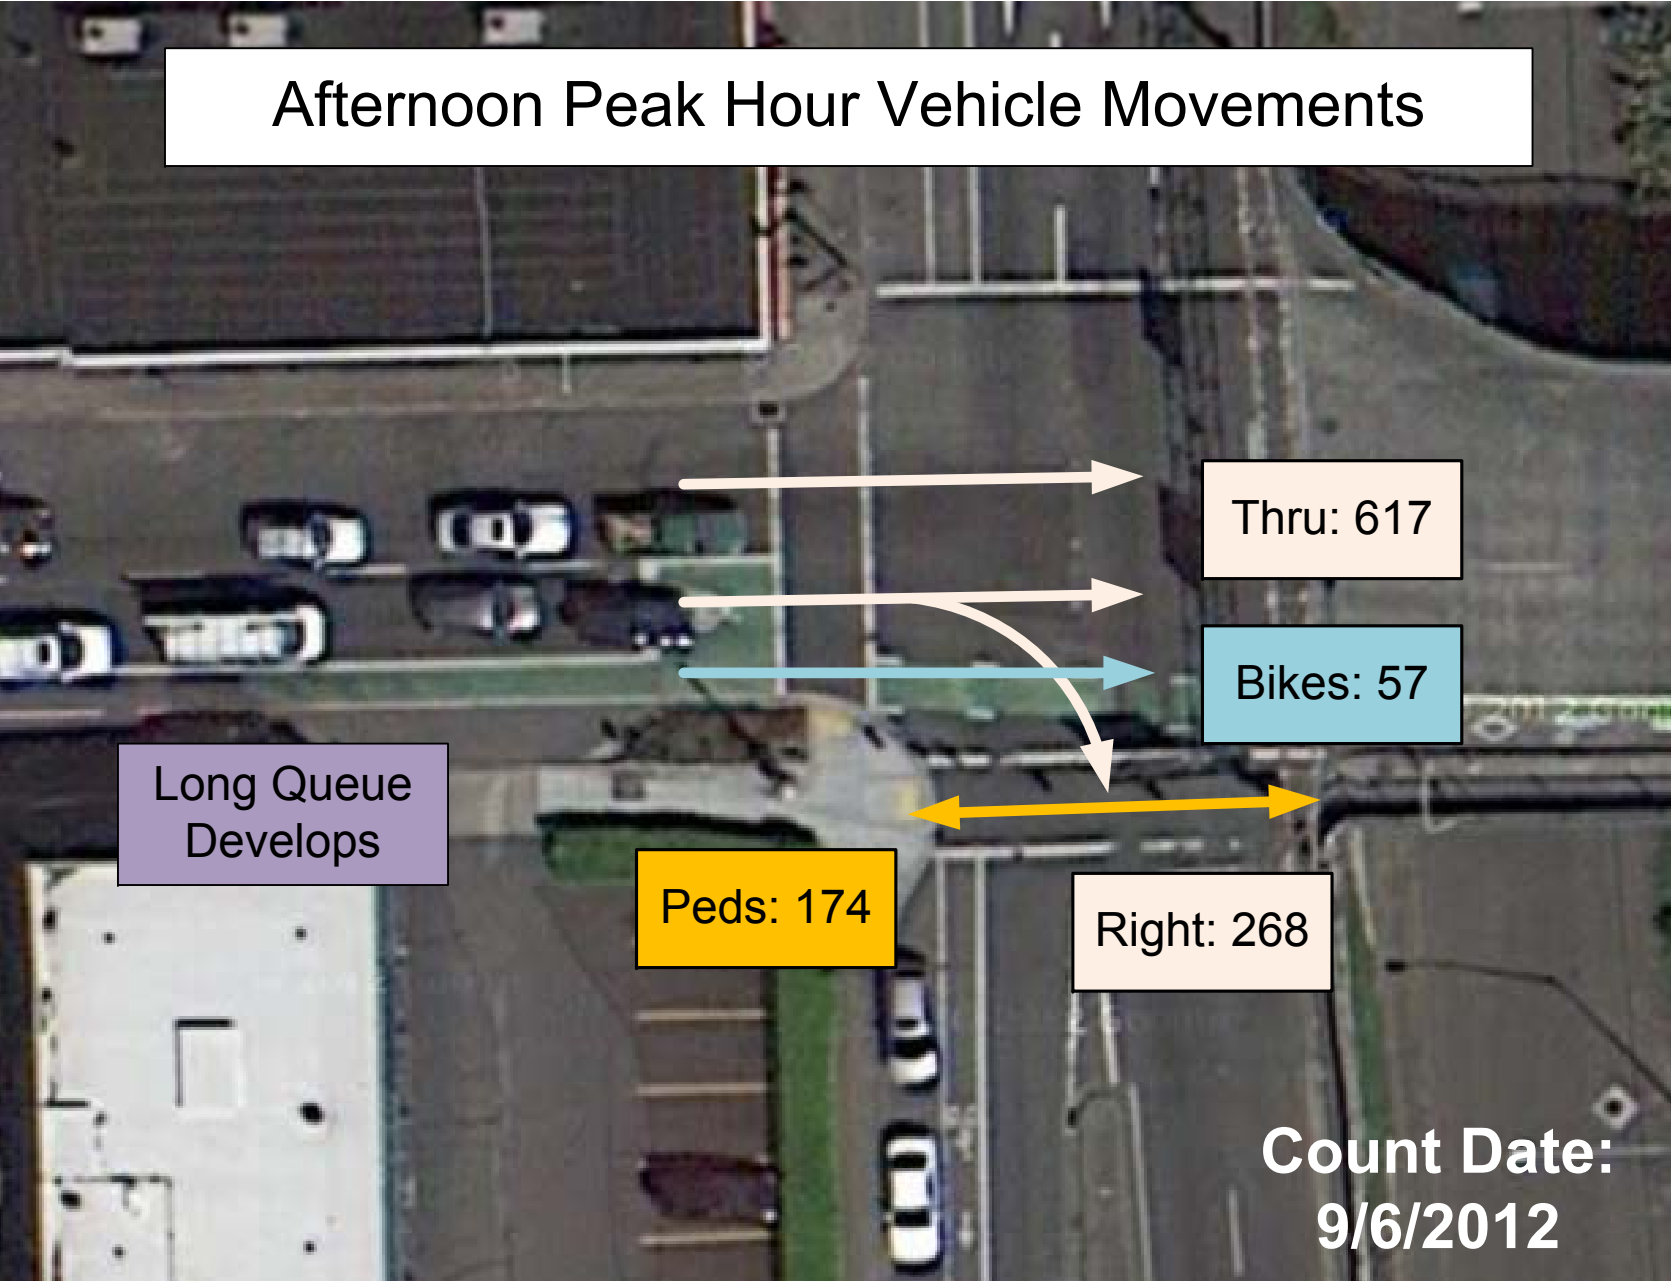 Afternoon Peak Hour Vehicle Movements
Thru: 617
Bikes: 57
Long Queue
Develops
Peds: 174
Right: 268
Count Date:
9/6/2012